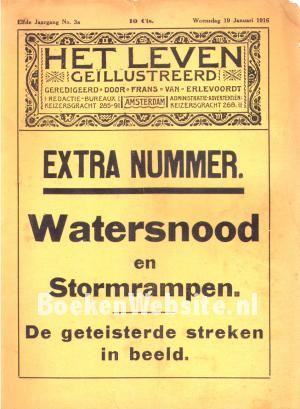 Elfde Jaargang No. 3a 10 Cts. Woensdag 19 Januari 1916
HET LEVEN
GEILLUSTREERD
GEREDIGEERD DOOR FRANS VAN ERLEVOORDT
REDACTIE-BUREAUX AMSTERDAM ADMINISTRATIE-ADVERTENTIËN
KEIZERSGRACHT 285-91 KEIZERSGRACHT 268
EXTRA NUMMER.
Watersnood
en
Stormrampen.
BoekenWebsite.nl
De geteisterde streken
in beeld.